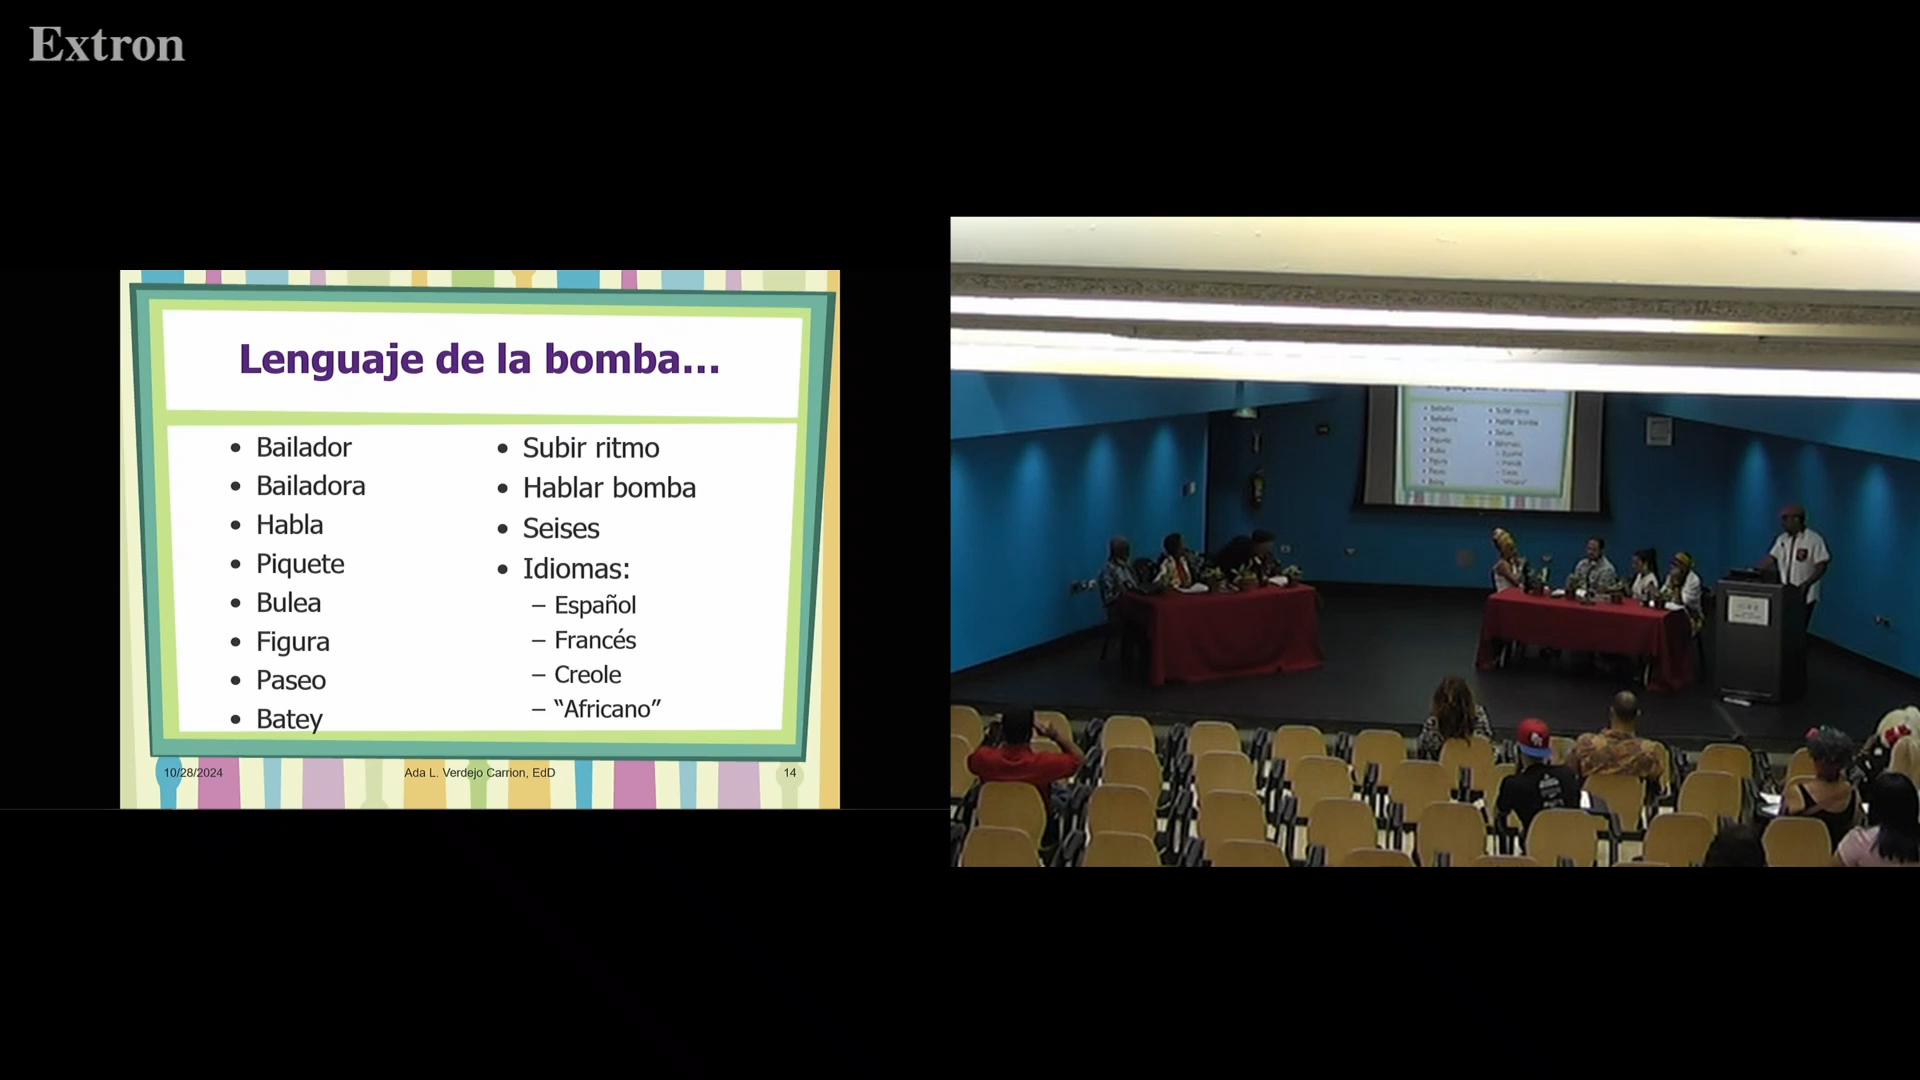 Extron
Lenguaje de la bomba...
• Bailador
• Bailadora
• Habla
• Piquete
• Bulea
• Figura
• Paseo
• Batey
• Subir ritmo
• Hablar bomba
• Seises
• Idiomas:
– Español
– Francés
– Creole
– “Africano”
10/28/2024
Ada L. Verdejo Carrion, EdD
14